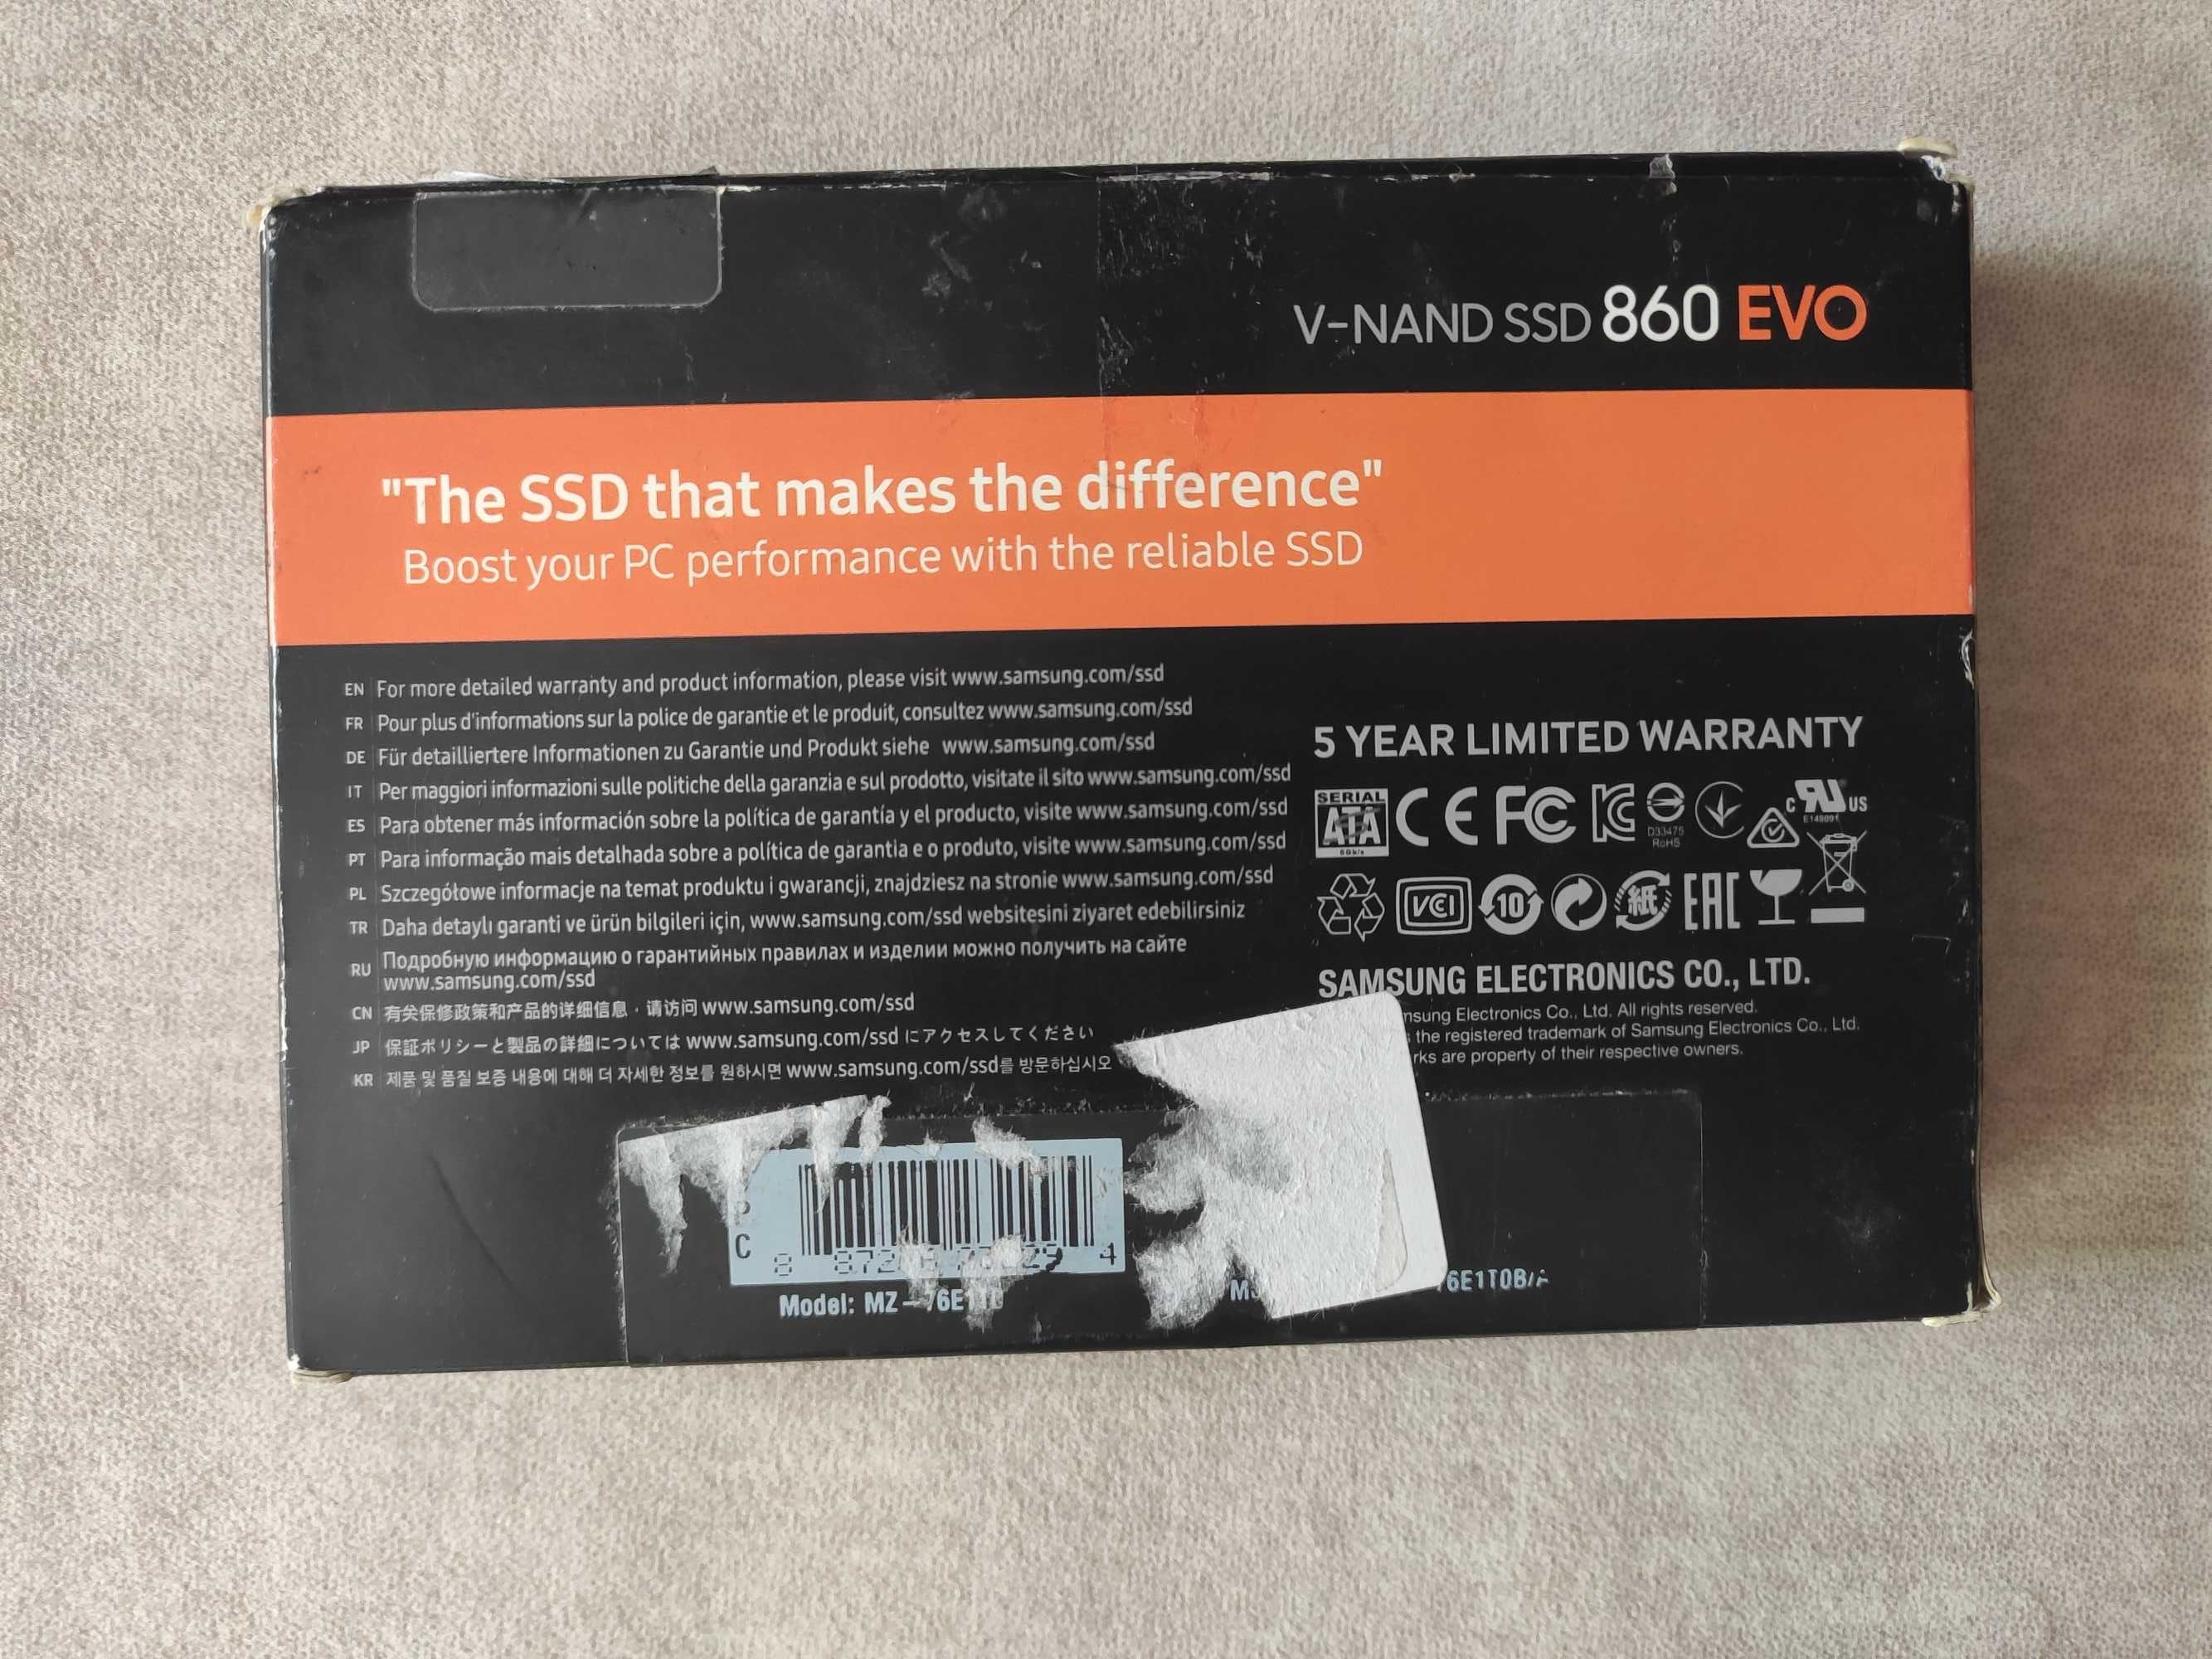 V-NAND SSD 860 EVO
"The SSD that makes the difference"
Boost your PC performance with the reliable SSD
EN For more detailed warranty and product information, please visit www.samsung.com/ssd
FR Pour plus d'informations sur la police de garantie et le produit, consultez www.samsung.com/ssd
DE Für detailliertere Informationen zu Garantie und Produkt siehe www.samsung.com/ssd
IT Per maggiori informazioni sulle politiche della garanzia e sul prodotto, visitate il sito www.samsung.com/ssd
ES Para obtener más información sobre la política de garantía y el producto, visite www.samsung.com/ssd
PT Para informação mais detalhada sobre a política de garantia e o produto, visite www.samsung.com/ssd
PL Szczegółowe informacje na temat produktu i gwarancji, znajdziesz na stronie www.samsung.com/ssd
TR Daha detaylı garanti ve ürün bilgileri için, www.samsung.com/ssd websitesini ziyaret edebilirsiniz
RU Подробную информацию о гарантийных правилах и изделии можно получить на сайте
www.samsung.com/ssd
CN 有关保修政策和产品的详细信息，请访问 www.samsung.com/ssd
JP 保証ポリシーと製品の詳細については www.samsung.com/ssd にアクセスしてください
KR 제품 및 품질 보증 내용에 대해 더 자세한 정보를 원하시면 www.samsung.com/ssd를 방문하십시오
5 YEAR LIMITED WARRANTY
SERIAL
ATA
6Gb/s
CE FC
D33475
RoHS
C RU US
E149091
VCI 10 紙 EAC
SAMSUNG ELECTRONICS CO., LTD.
Electronics Co., Ltd. All rights reserved.
the registered trademark of Samsung Electronics Co., Ltd.
are property of their respective owners.
C
8 4
Model: MZ-